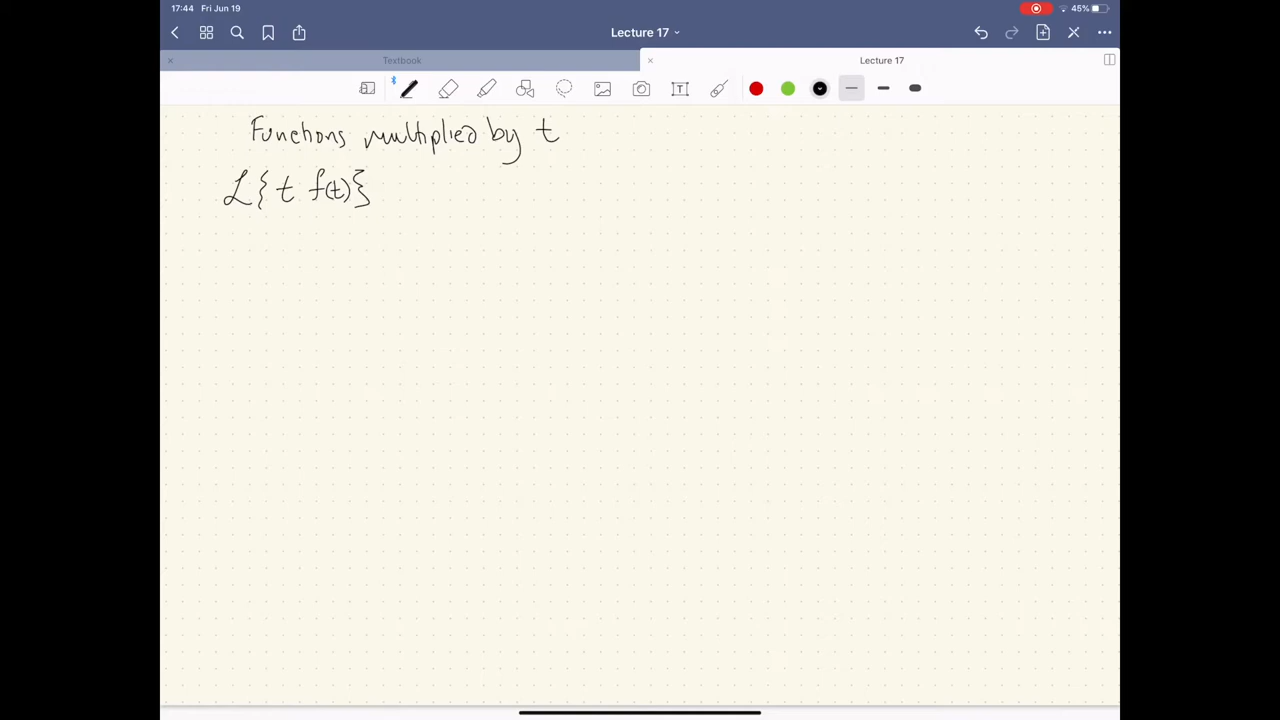 17:44 Fri Jun 19
45%
Lecture 17
Textbook
Lecture 17
T
Functions multiplied by t
ℒ{ t f(t)}